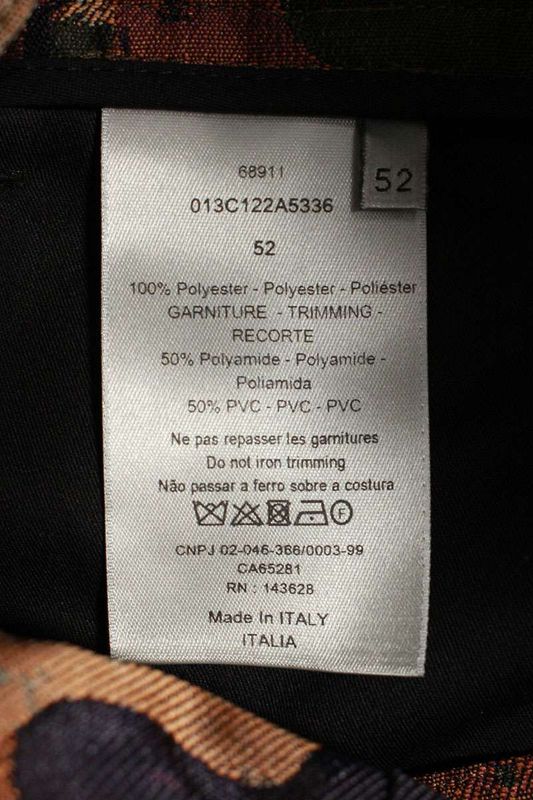 68911
52
013C122A5336
52
100% Polyester - Polyester - Poliéster
GARNITURE - TRIMMING -
RECORTE
50% Polyamide - Polyamide -
Poliamida
50% PVC - PVC - PVC
Ne pas repasser les garnitures
Do not iron trimming
Não passar a ferro sobre a costura
F
CNPJ 02-046-366/0003-99
CA65281
RN : 143628
Made In ITALY
ITALIA